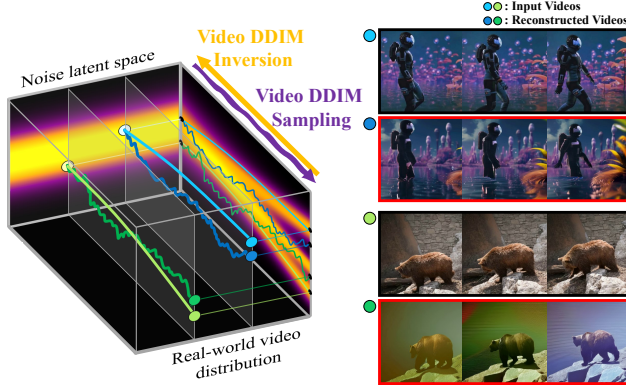 : Input Videos
: Reconstructed Videos
Video DDIM
Inversion
Noise latent space
Video DDIM
Sampling
Real-world video
distribution